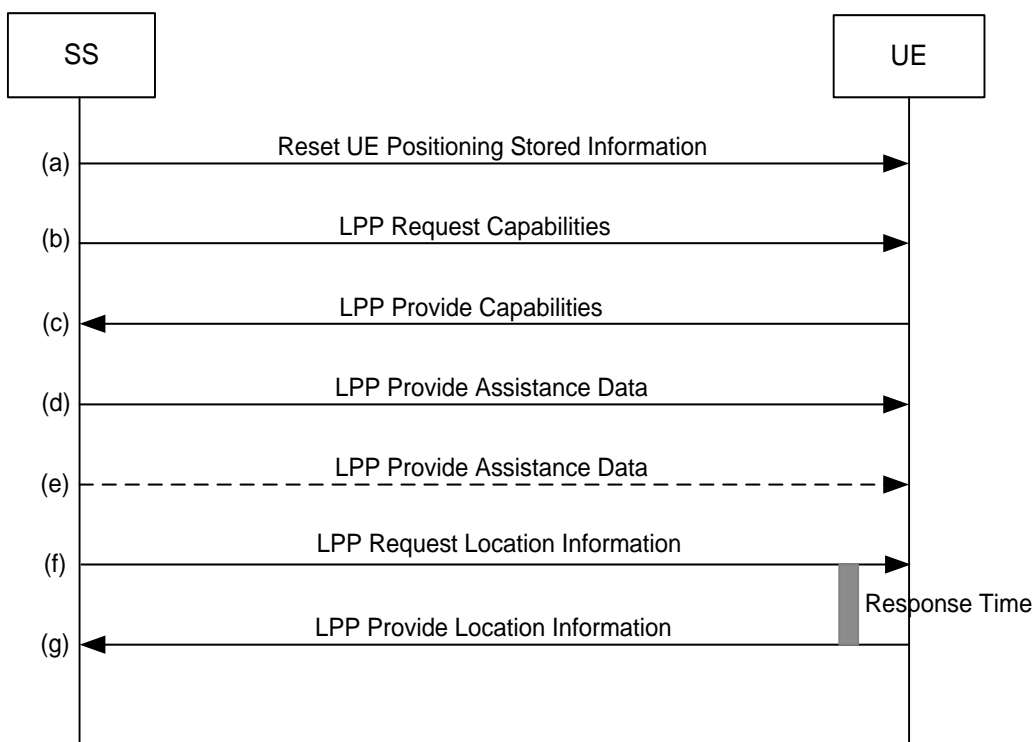 SS
UE
(a) Reset UE Positioning Stored Information
(b) LPP Request Capabilities
(c) LPP Provide Capabilities
(d) LPP Provide Assistance Data
(e) LPP Provide Assistance Data
(f) LPP Request Location Information
Response Time
(g) LPP Provide Location Information